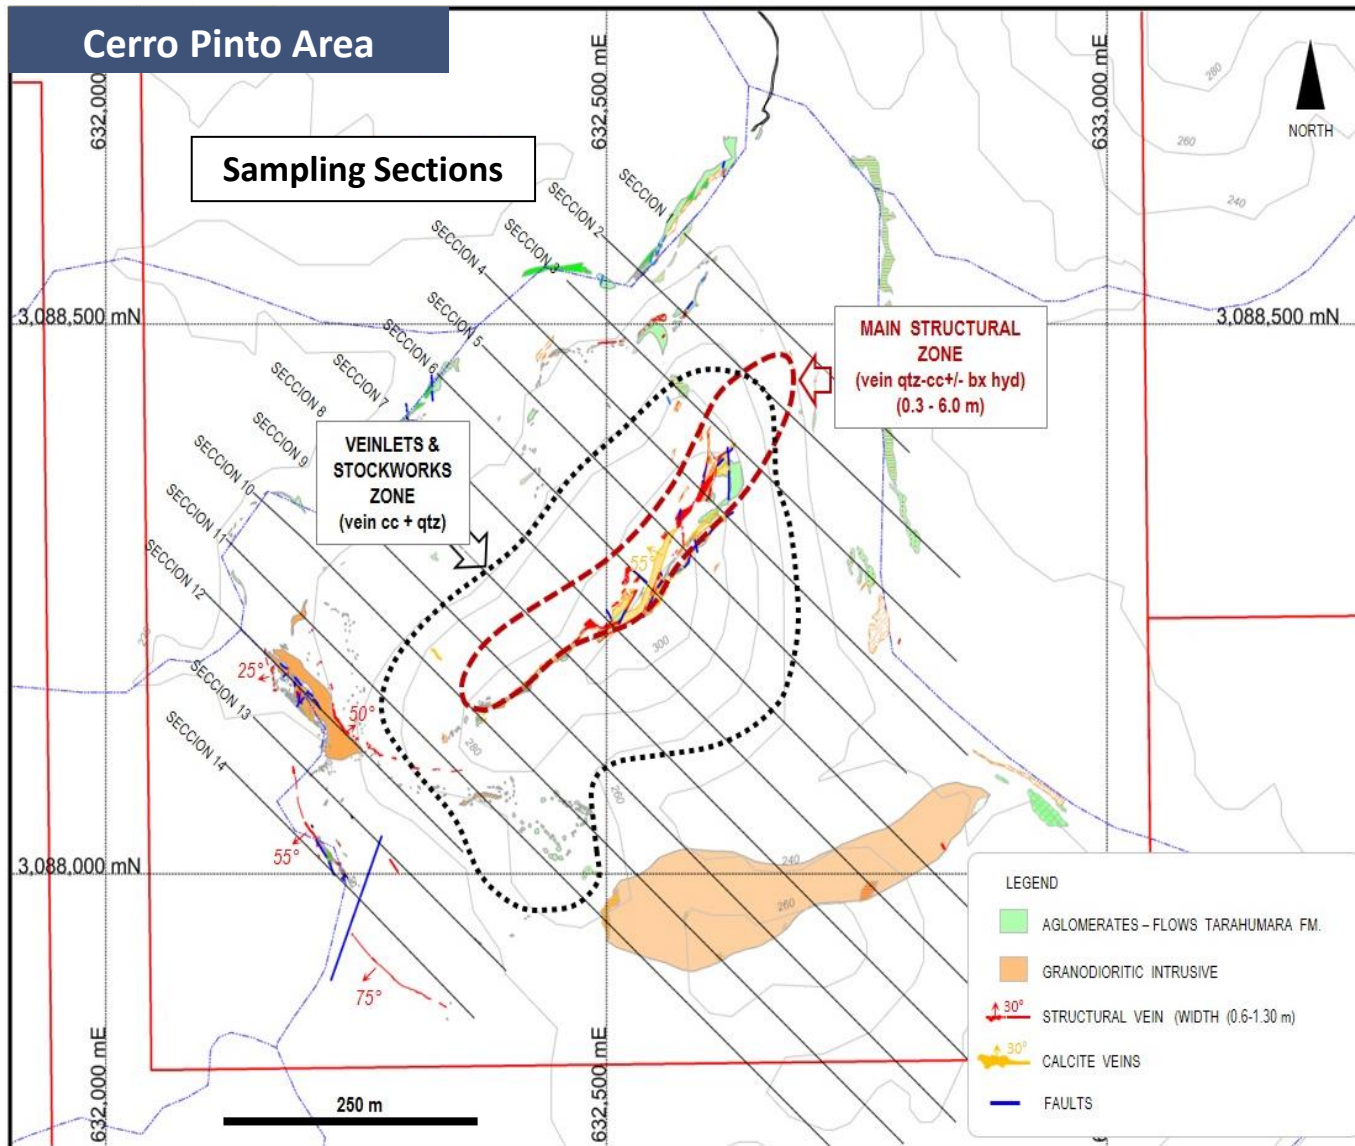 Cerro Pinto Area
Sampling Sections
632,000 mE
632,500 mE
633,000 mE
NORTH
280
260
240
SECCION 1
SECCION 2
SECCION 3
SECCION 4
SECCION 5
SECCION 6
SECCION 7
SECCION 8
SECCION 9
SECCION 10
SECCION 11
SECCION 12
SECCION 13
SECCION 14
3,088,500 mN
3,088,500 mN
MAIN STRUCTURAL
ZONE
(vein qtz-cc+/- bx hyd)
(0.3 - 6.0 m)
VEINLETS &
STOCKWORKS
ZONE
(vein cc + qtz)
55°
300
25°
50°
280
260
55°
75°
3,088,000 mN
240
260
632,000 mE
632,500 mE
250 m
LEGEND
AGLOMERATES – FLOWS TARAHUMARA FM.
GRANODIORITIC INTRUSIVE
30°
STRUCTURAL VEIN (WIDTH (0.6-1.30 m)
30°
CALCITE VEINS
FAULTS